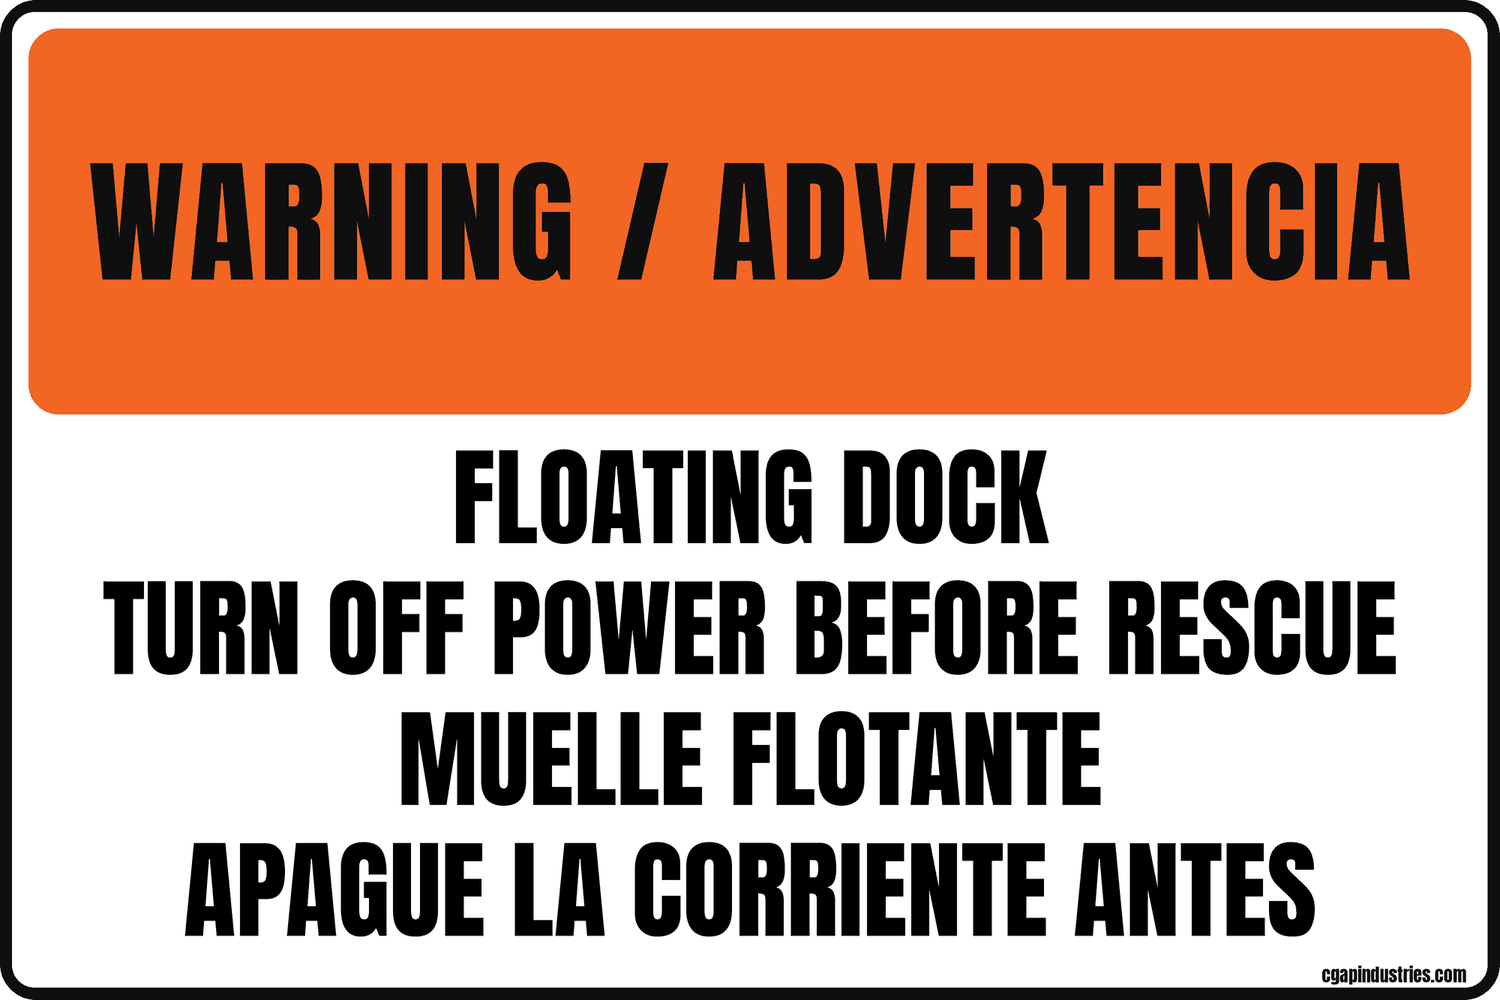 WARNING / ADVERTENCIA
FLOATING DOCK
TURN OFF POWER BEFORE RESCUE
MUELLE FLOTANTE
APAGUE LA CORRIENTE ANTES
cgapindustries.com